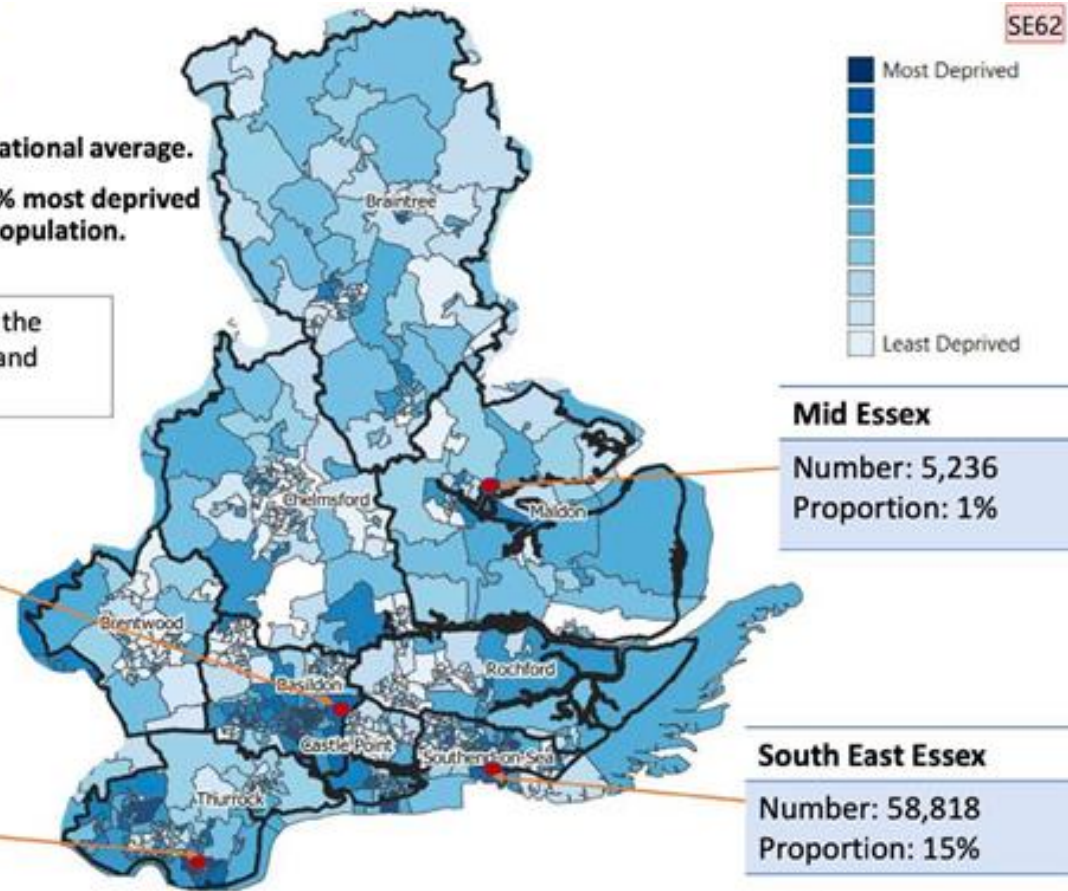 SE62
Most Deprived
ational average.
% most deprived
opulation.
Braintree
the
and
Least Deprived
Mid Essex
Number: 5,236
Proportion: 1%
Chelmsford
Maldon
Brentwood
Rochford
Basildon
Castle Point
Southend-on-Sea
South East Essex
Thurrock
Number: 58,818
Proportion: 15%